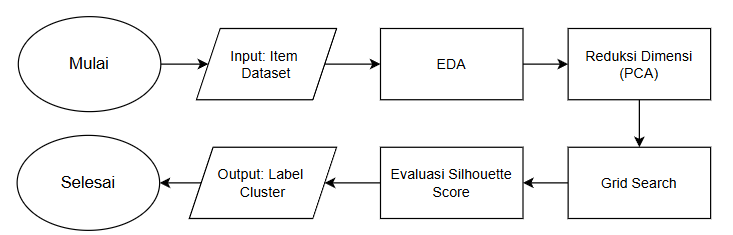 Mulai
Input: Item
Dataset
EDA
Reduksi Dimensi
(PCA)
Grid Search
Evaluasi Silhouette
Score
Output: Label
Cluster
Selesai